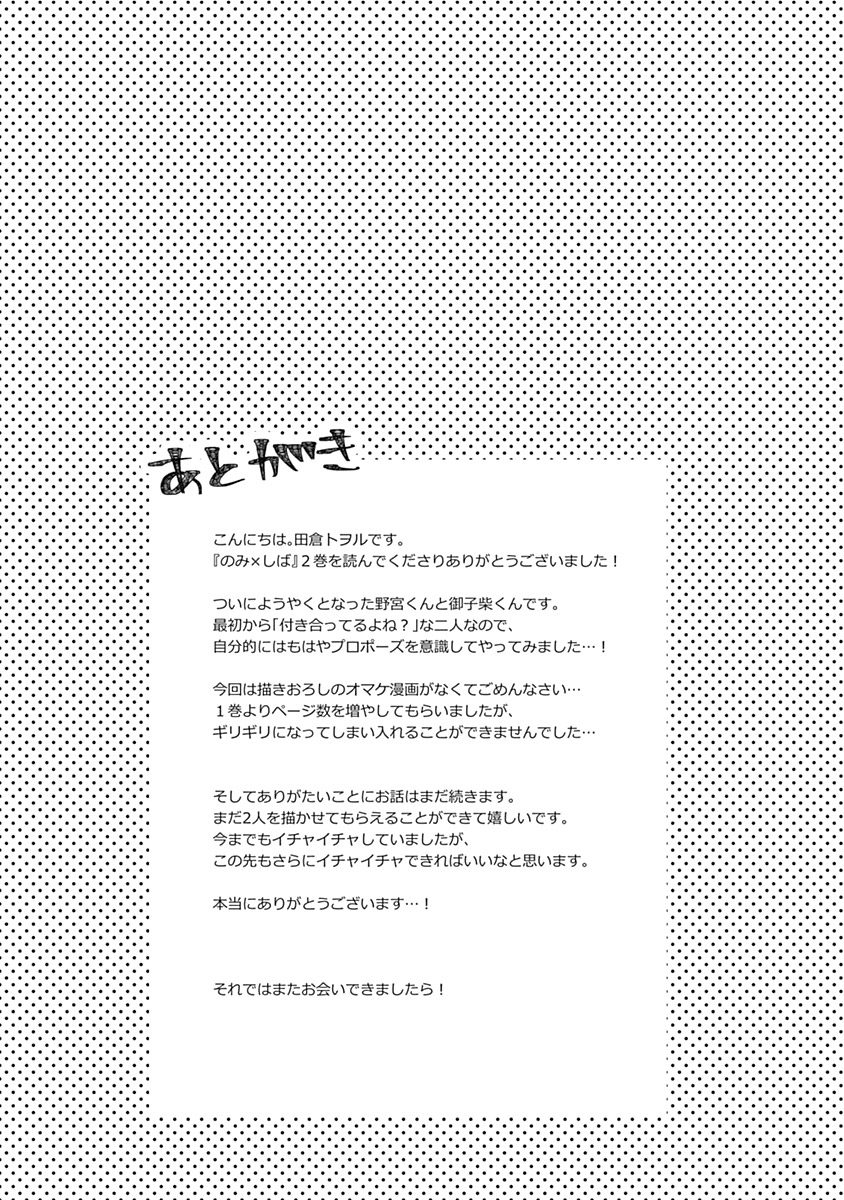 あとがき
こんにちは。田倉トヲルです。
『のみ×しば』２巻を読んでくださりありがとうございました！
ついにようやくとなった野宮くんと御子柴くんです。
最初から「付き合ってるよね？」な二人なので、
自分的にはもはやプロポーズを意識してやってみました…！
今回は描きおろしのオマケ漫画がなくてごめんなさい…
１巻よりページ数を増やしてもらいましたが、
ギリギリになってしまい入れることができませんでした…
そしてありがたいことにお話はまだ続きます。
まだ2人を描かせてもらえることができて嬉しいです。
今までもイチャイチャしていましたが、
この先もさらにイチャイチャできればいいなと思います。
本当にありがとうございます…！
それではまたお会いできましたら！